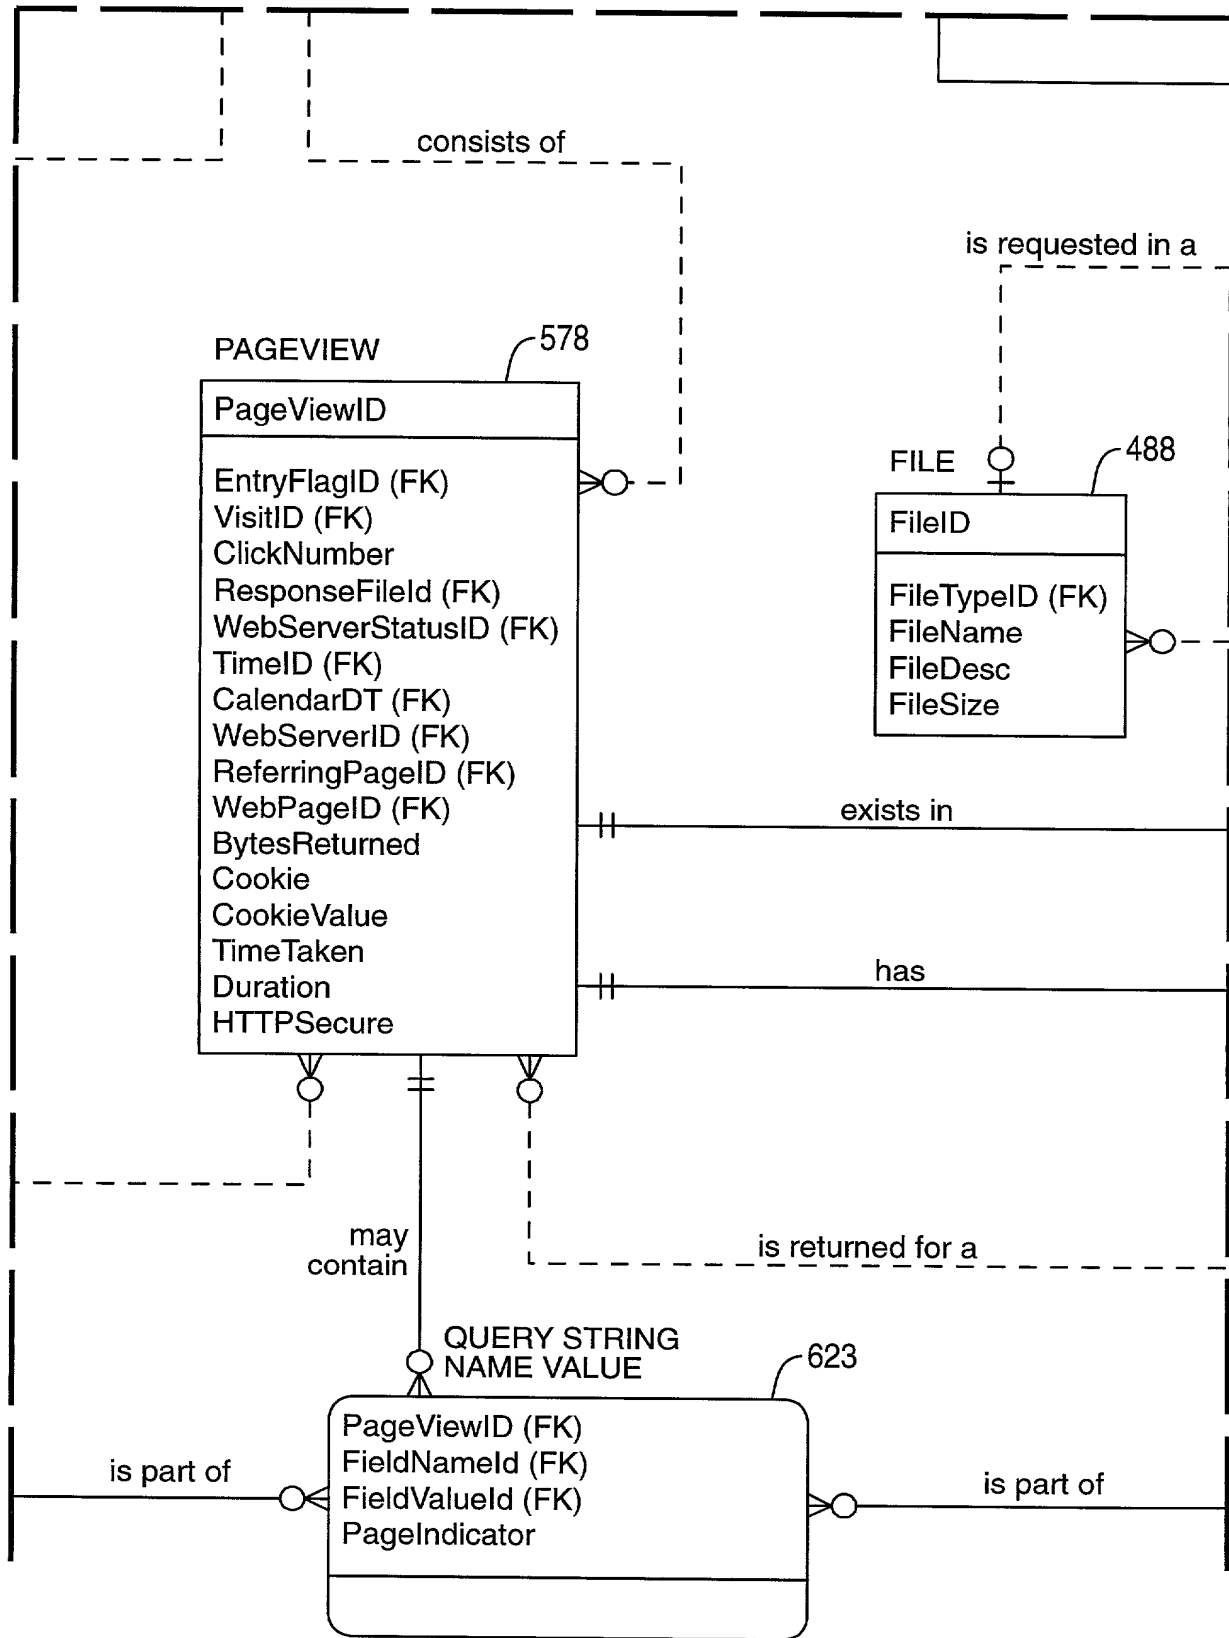 consists of
is requested in a
PAGEVIEW
578
PageViewID
EntryFlagID (FK)
VisitID (FK)
ClickNumber
ResponseFileId (FK)
WebServerStatusID (FK)
TimeID (FK)
CalendarDT (FK)
WebServerID (FK)
ReferringPageID (FK)
WebPageID (FK)
BytesReturned
Cookie
CookieValue
TimeTaken
Duration
HTTPSecure
FILE
488
FileID
FileTypeID (FK)
FileName
FileDesc
FileSize
exists in
has
may
contain
is returned for a
QUERY STRING
NAME VALUE
623
PageViewID (FK)
FieldNameId (FK)
FieldValueId (FK)
PageIndicator
is part of
is part of